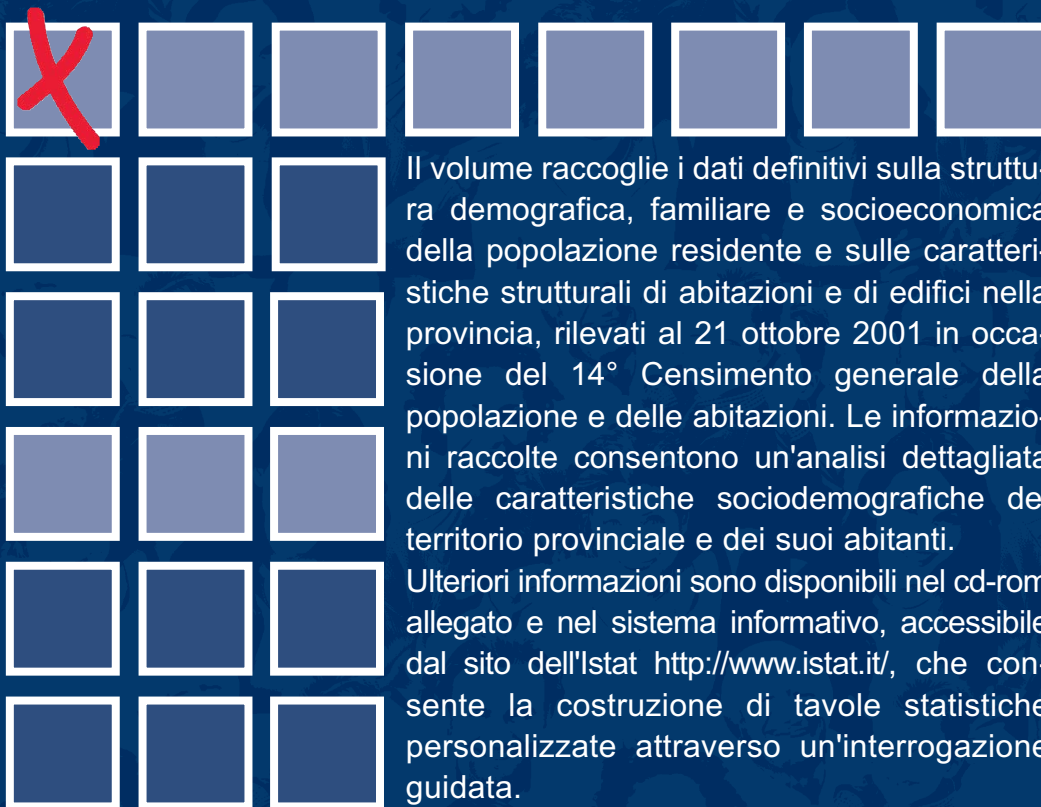 Il volume raccoglie i dati definitivi sulla struttu-
ra demografica, familiare e socioeconomica
della popolazione residente e sulle caratteri-
stiche strutturali di abitazioni e di edifici nella
provincia, rilevati al 21 ottobre 2001 in occa-
sione del 14° Censimento generale della
popolazione e delle abitazioni. Le informazio-
ni raccolte consentono un'analisi dettagliata
delle caratteristiche sociodemografiche del
territorio provinciale e dei suoi abitanti.
Ulteriori informazioni sono disponibili nel cd-rom
allegato e nel sistema informativo, accessibile
dal sito dell'Istat http://www.istat.it/, che con-
sente la costruzione di tavole statistiche
personalizzate attraverso un'interrogazione
guidata.